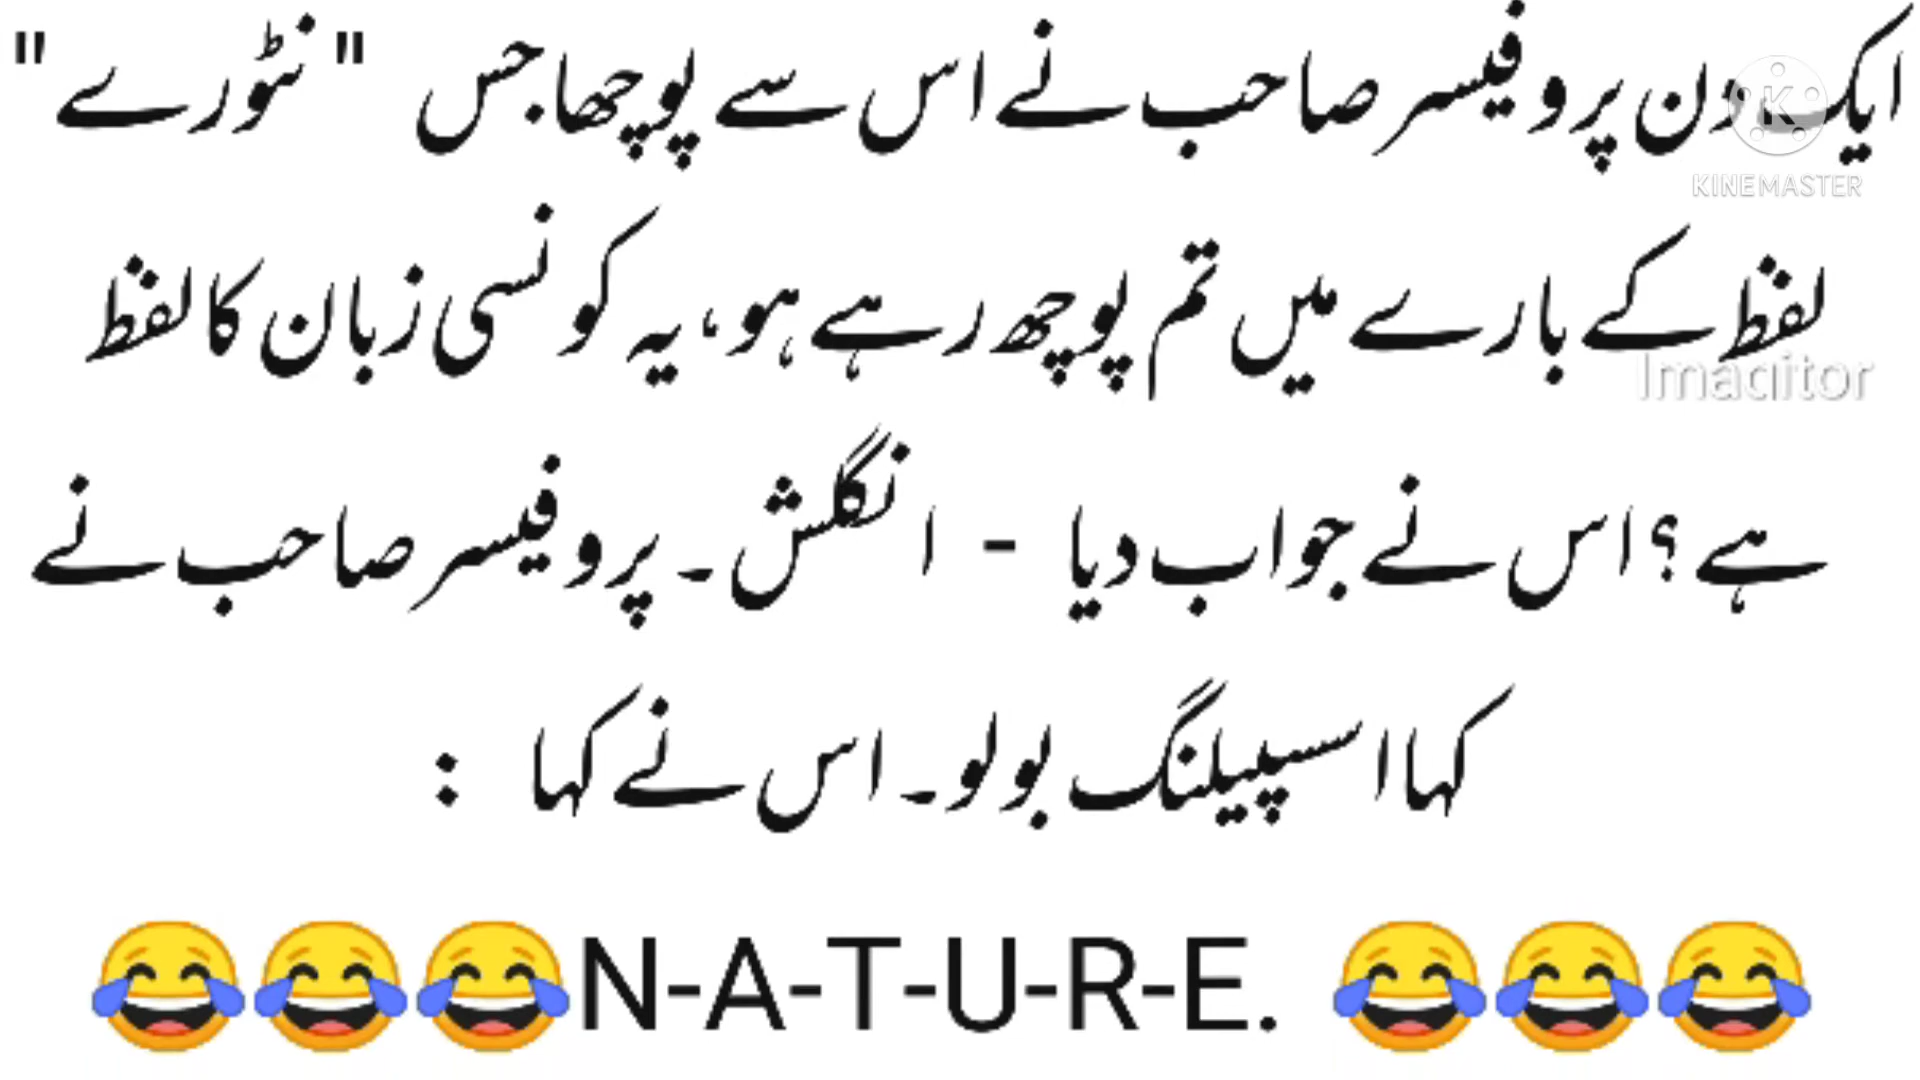 ایک دن پروفیسر صاحب نے اس سے پوچھا جس "نٹورے"
لفظ کے بارے میں تم پوچھ رہے ہو، یہ کونسی زبان کا لفظ
ہے؟ اس نے جواب دیا - انگلش۔ پروفیسر صاحب نے
کہا اسپیلنگ بولو۔ اس نے کہا :
😂😂😂N-A-T-U-R-E. 😂😂😂
K
KINEMASTER
Imagitor